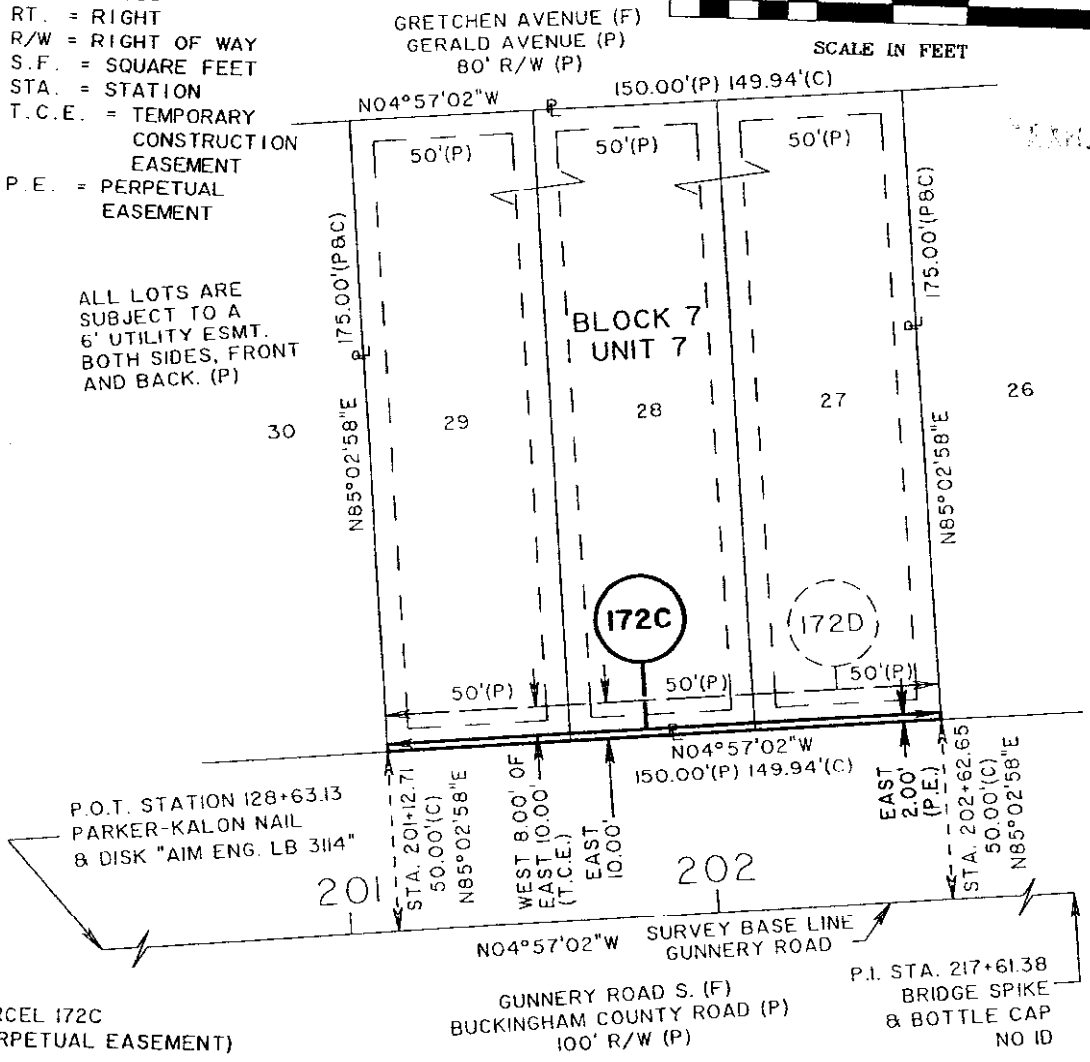 RT. = RIGHT
R/W = RIGHT OF WAY
S.F. = SQUARE FEET
STA. = STATION
T.C.E. = TEMPORARY
CONSTRUCTION
EASEMENT
P.E. = PERPETUAL
EASEMENT
GRETCHEN AVENUE (F)
GERALD AVENUE (P)
80' R/W (P)
SCALE IN FEET
N04°57'02"W
150.00'(P) 149.94'(C)
50'(P)
50'(P)
50'(P)
175.00'(P&C)
175.00'(P&C)
ALL LOTS ARE
SUBJECT TO A
6' UTILITY ESMT.
BOTH SIDES, FRONT
AND BACK. (P)
BLOCK 7
UNIT 7
30
29
28
27
26
N85°02'58"E
N85°02'58"E
172C
172D
50'(P)
50'(P)
50'(P)
N04°57'02"W
150.00'(P) 149.94'(C)
P.O.T. STATION 128+63.13
PARKER-KALON NAIL
& DISK "AIM ENG. LB 3114"
STA. 201+12.71
50.00'(C)
N85°02'58"E
WEST 8.00' OF
EAST 10.00'
(T.C.E.)
EAST
10.00'
EAST
2.00'
(P.E.)
STA. 202+62.65
50.00'(C)
N85°02'58"E
201
202
N04°57'02"W
SURVEY BASE LINE
GUNNERY ROAD
P.I. STA. 217+61.38
BRIDGE SPIKE
& BOTTLE CAP
NO ID
GUNNERY ROAD S. (F)
BUCKINGHAM COUNTY ROAD (P)
100' R/W (P)
RCEL 172C
RPETUAL EASEMENT)